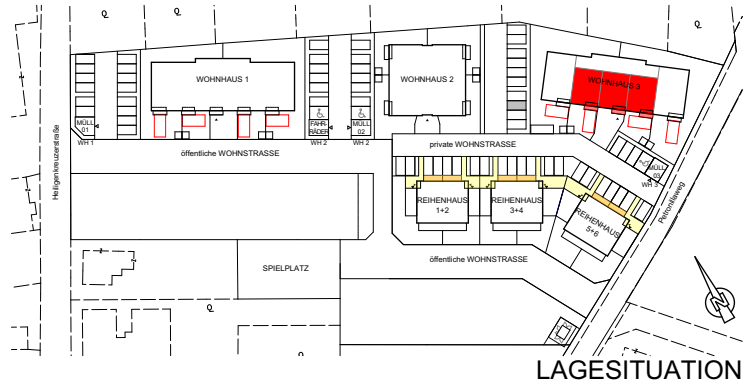 WOHNHAUS 1
WOHNHAUS 2
WOHNHAUS 3
MÜLL
01
WH 1
FAHR-
RÄDER
WH 2
MÜLL
02
WH 2
öffentliche WOHNSTRASSE
private WOHNSTRASSE
MÜLL
03
WH 3
Heiligenkreuzerstraße
Petronillaweg
REIHENHAUS
1+2
REIHENHAUS
3+4
REIHENHAUS
5+6
SPIELPLATZ
öffentliche WOHNSTRASSE
LAGESITUATION